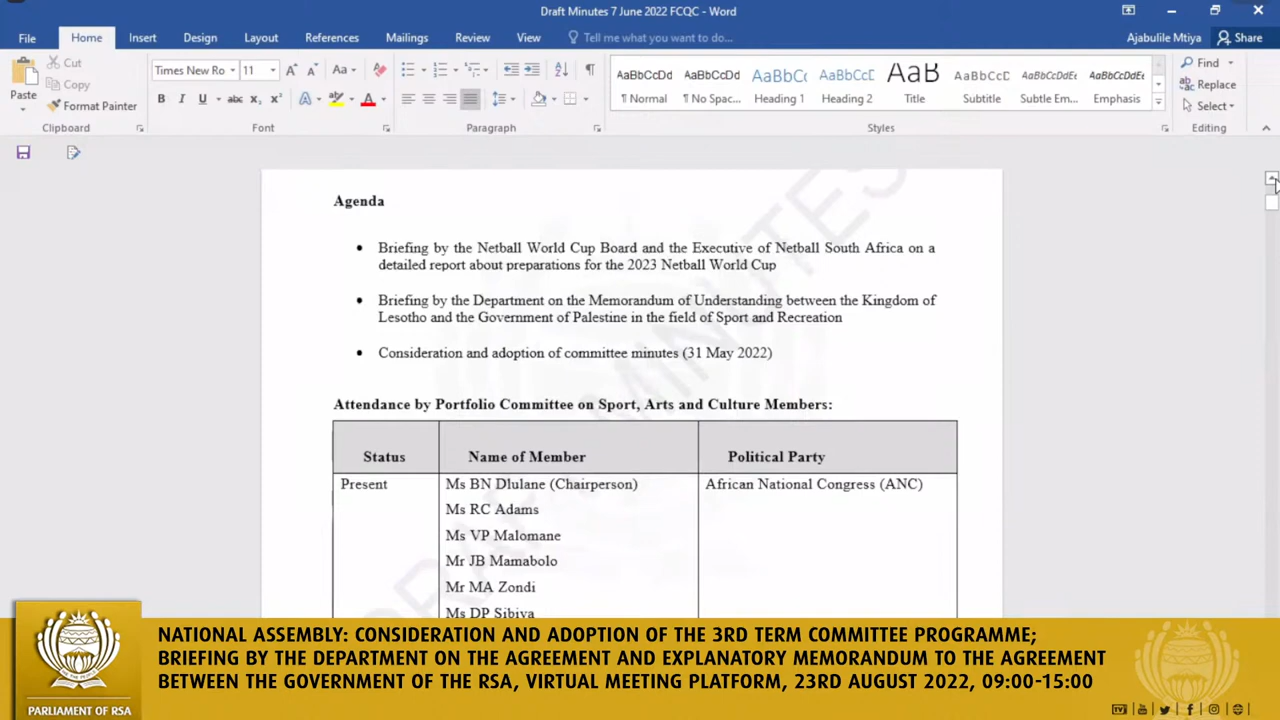 Draft Minutes 7 June 2022 FCQC - Word
File Home Insert Design Layout References Mailings Review View Tell me what you want to do... Ajabulile Mtiya Share
Paste
Cut
Copy
Format Painter
Clipboard
Times New Ro 11
Font
Paragraph
AaBbCcDd AaBbCcDd AaBbCc AaBbCcC AaB AaBbCcD AaBbCcDdE AaBbCcDdE
¶ Normal ¶ No Spac... Heading 1 Heading 2 Title Subtitle Subtle Em... Emphasis
Styles
Find
Replace
Select
Editing
Agenda
• Briefing by the Netball World Cup Board and the Executive of Netball South Africa on a
detailed report about preparations for the 2023 Netball World Cup
• Briefing by the Department on the Memorandum of Understanding between the Kingdom of
Lesotho and the Government of Palestine in the field of Sport and Recreation
• Consideration and adoption of committee minutes (31 May 2022)
Attendance by Portfolio Committee on Sport, Arts and Culture Members:
Status Name of Member Political Party
Present Ms BN Dlulane (Chairperson) African National Congress (ANC)
Ms RC Adams
Ms VP Malomane
Mr JB Mamabolo
Mr MA Zondi
Ms DP Sibiya
DRAFT MINUTES
NATIONAL ASSEMBLY: CONSIDERATION AND ADOPTION OF THE 3RD TERM COMMITTEE PROGRAMME;
BRIEFING BY THE DEPARTMENT ON THE AGREEMENT AND EXPLANATORY MEMORANDUM TO THE AGREEMENT
BETWEEN THE GOVERNMENT OF THE RSA, VIRTUAL MEETING PLATFORM, 23RD AUGUST 2022, 09:00-15:00
PARLIAMENT OF RSA